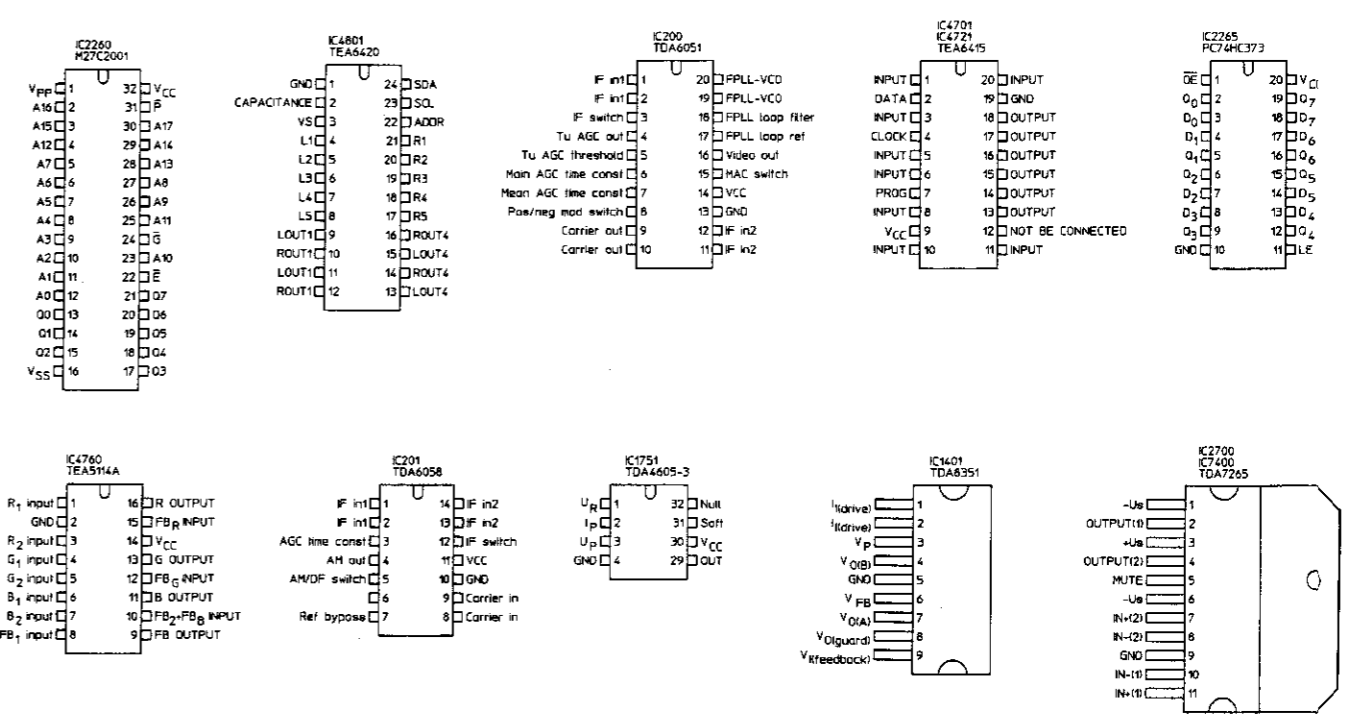 IC2260
M27C2001
VPP 1 32 VCC
A16 2 31 P̅
A15 3 30 A17
A12 4 29 A14
A7 5 28 A13
A6 6 27 A8
A5 7 26 A9
A4 8 25 A11
A3 9 24 G̅
A2 10 23 A10
A1 11 22 E̅
A0 12 21 Q7
Q0 13 20 Q6
Q1 14 19 Q5
Q2 15 18 Q4
VSS 16 17 Q3
IC4801
TEA6420
GND 1 24 SDA
CAPACITANCE 2 23 SCL
VS 3 22 ADDR
L1 4 21 R1
L2 5 20 R2
L3 6 19 R3
L4 7 18 R4
L5 8 17 R5
LOUT1 9 16 ROUT4
ROUT1 10 15 LOUT4
LOUT1 11 14 ROUT4
ROUT1 12 13 LOUT4
IC200
TDA6051
IF int 1 20 FPLL-VCO
IF int 2 19 FPLL-VCO
IF switch 3 18 FPLL loop filter
Tu AGC out 4 17 FPLL loop ref
Tu AGC threshold 5 16 Video out
Main AGC time const 6 15 MAC switch
Mean AGC time const 7 14 VCC
Pos/neg mod switch 8 13 GND
Carrier out 9 12 IF in2
Carrier out 10 11 IF in2
IC4701
IC4721
TEA6415
INPUT 1 20 INPUT
DATA 2 19 GND
INPUT 3 18 OUTPUT
CLOCK 4 17 OUTPUT
INPUT 5 16 OUTPUT
INPUT 6 15 OUTPUT
PROG 7 14 OUTPUT
INPUT 8 13 OUTPUT
VCC 9 12 NOT BE CONNECTED
INPUT 10 11 INPUT
IC2265
PC74HC373
O̅E̅ 1 20 VCC
Q0 2 19 Q7
D0 3 18 D7
D1 4 17 D6
Q1 5 16 Q6
Q2 6 15 Q5
D2 7 14 D5
D3 8 13 D4
Q3 9 12 Q4
GND 10 11 LE
IC4760
TEA5114A
R1 input 1 16 R OUTPUT
GND 2 15 FBR INPUT
R2 input 3 14 VCC
G1 input 4 13 G OUTPUT
G2 input 5 12 FBG INPUT
B1 input 6 11 B OUTPUT
B2 input 7 10 FB2+FBB INPUT
FB1 input 8 9 FB OUTPUT
IC201
TDA6058
IF in1 1 14 IF in2
IF in1 2 13 IF in2
AGC time const 3 12 IF switch
AM out 4 11 VCC
AM/DF switch 5 10 GND
6 9 Carrier in
Ref bypass 7 8 Carrier in
IC1751
TDA4605-3
UR 1 32 Null
IP 2 31 Soft
UP 3 30 VCC
GND 4 29 OUT
IC1401
TDA8351
I1(drive) 1
I1(drive) 2
VP 3
VO(B) 4
GND 5
VFB 6
VO(A) 7
VO(guard) 8
VI(feedback) 9
IC2700
IC7400
TDA7265
-Us 1
OUTPUT(1) 2
+Us 3
OUTPUT(2) 4
MUTE 5
-Us 6
IN+(2) 7
IN-(2) 8
GND 9
IN-(1) 10
IN+(1) 11